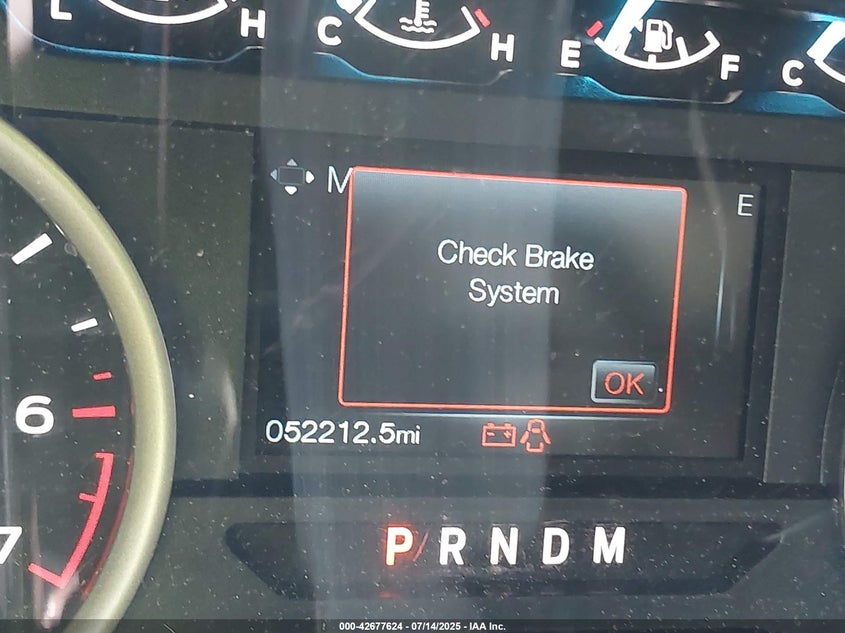 L H C H E F C
M E
Check Brake
System
OK
6
052212.5mi
7
P R N D M
000-42677624 - 07/14/2025 - IAA Inc.